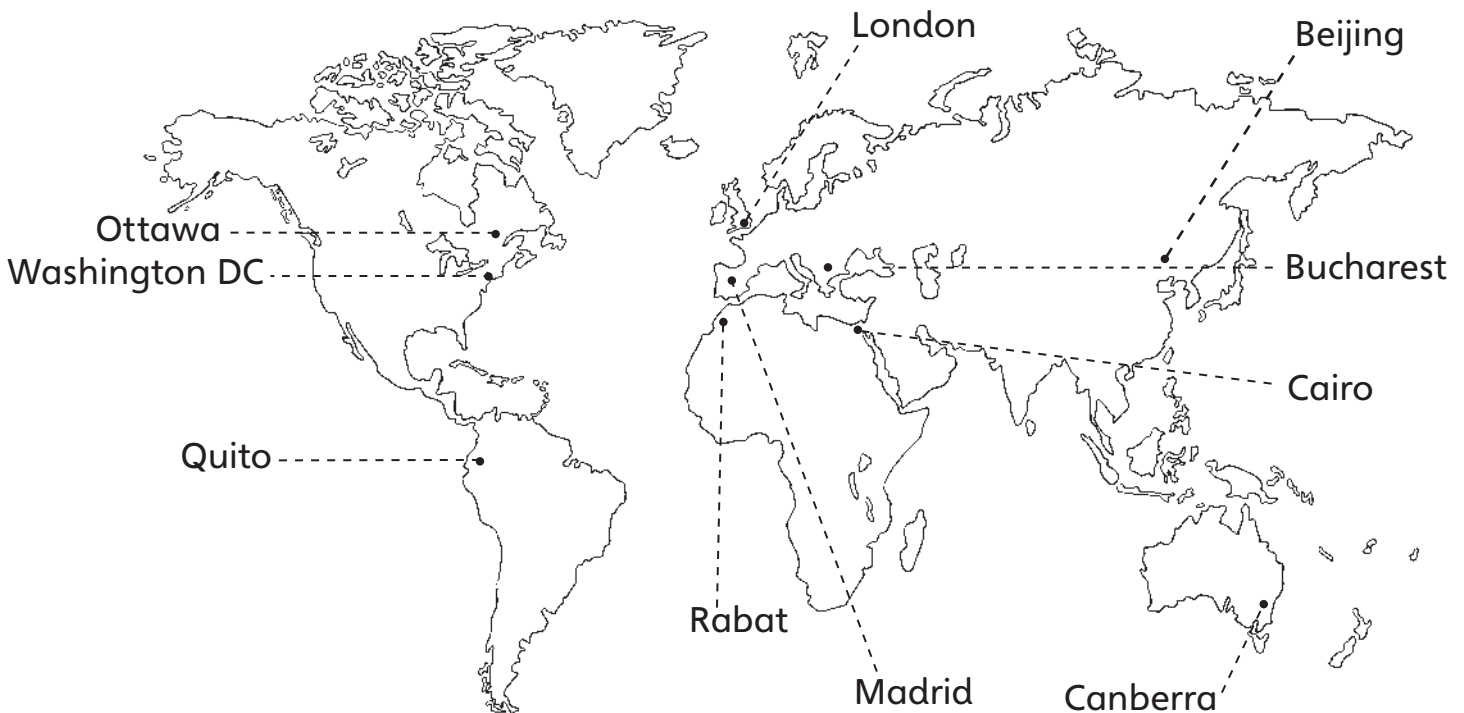 London
Beijing
Ottawa
Washington DC
Bucharest
Cairo
Quito
Rabat
Madrid
Canberra